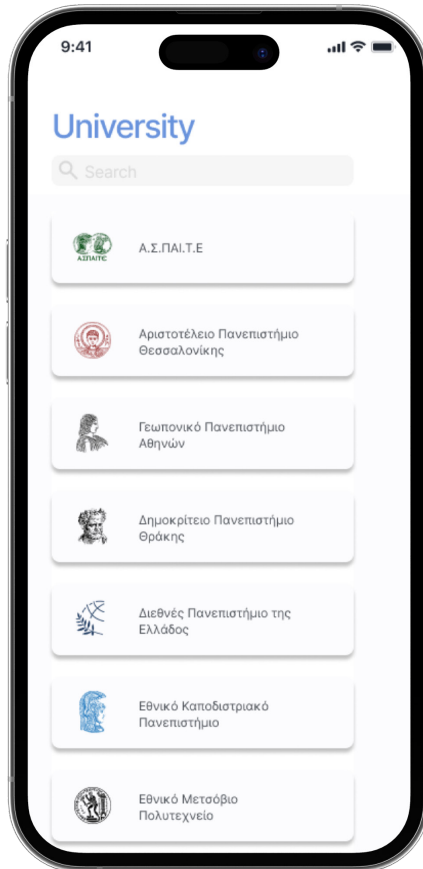 9:41
University
Search
ΑΣΠΑΙΤΕ
Α.Σ.ΠΑΙ.Τ.Ε
Αριστοτέλειο Πανεπιστήμιο
Θεσσαλονίκης
Γεωπονικό Πανεπιστήμιο
Αθηνών
Δημοκρίτειο Πανεπιστήμιο
Θράκης
Διεθνές Πανεπιστήμιο της
Ελλάδος
Εθνικό Καποδιστριακό
Πανεπιστήμιο
Εθνικό Μετσόβιο
Πολυτεχνείο